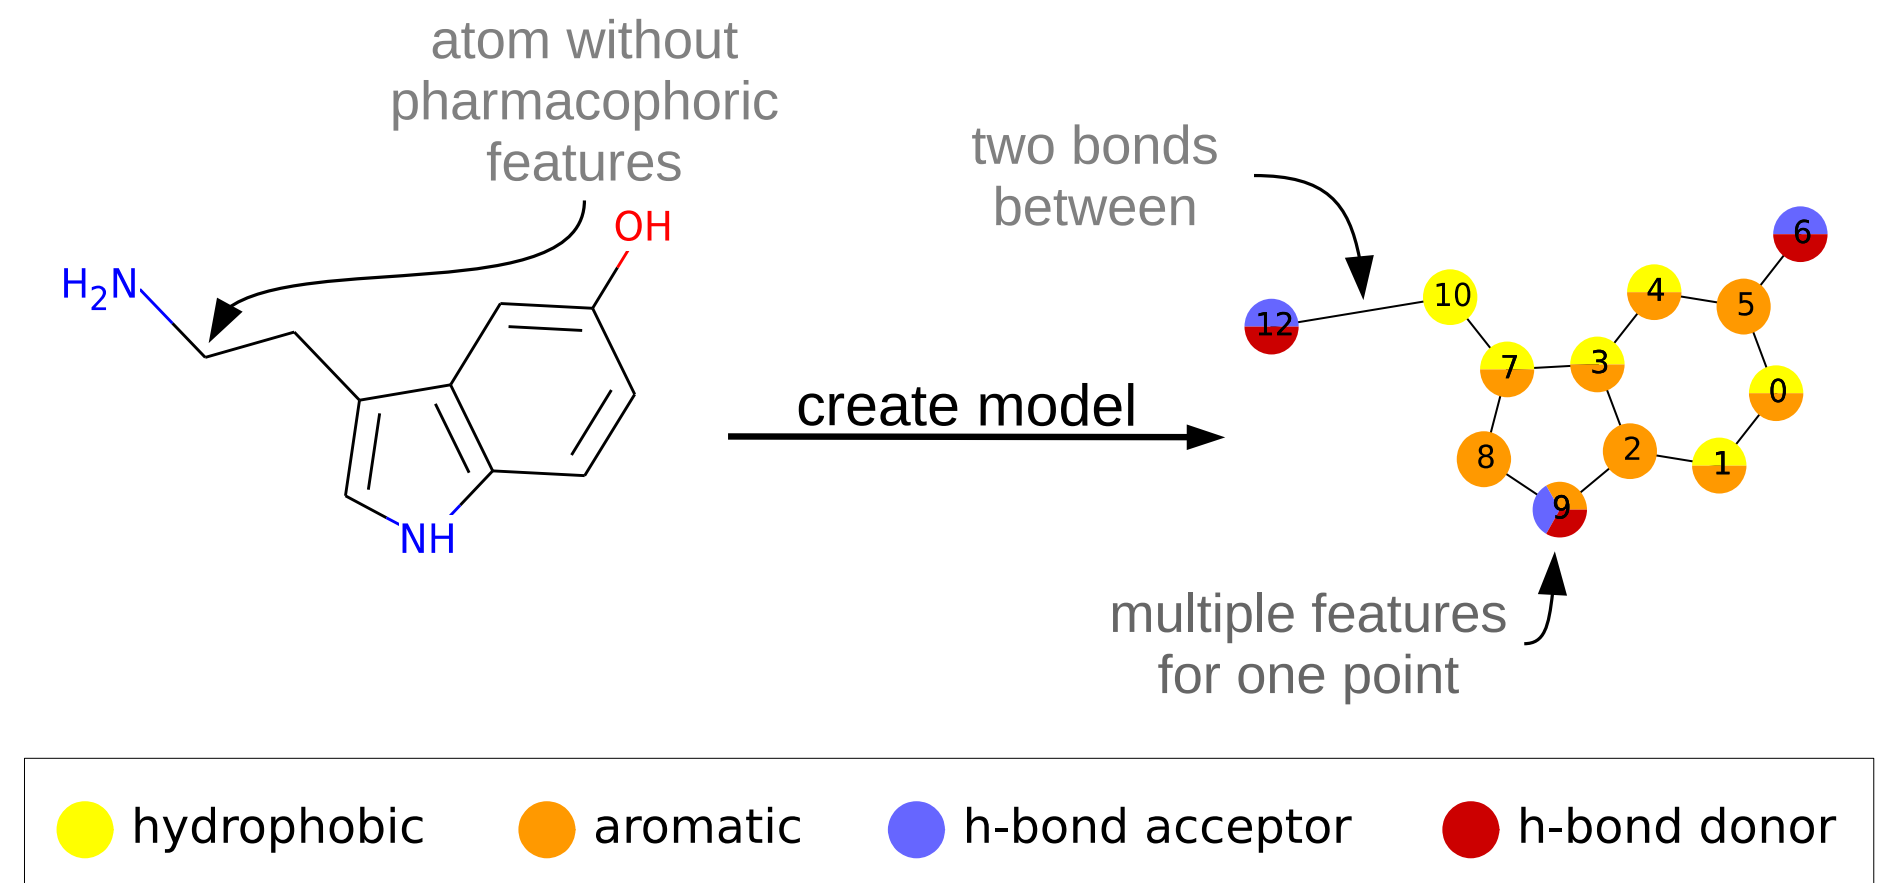 atom without
pharmacophoric
features
two bonds
between
OH
H2N
NH
create model
6
10
4
5
12
7
3
0
8
2
1
9
multiple features
for one point
hydrophobic
aromatic
h-bond acceptor
h-bond donor